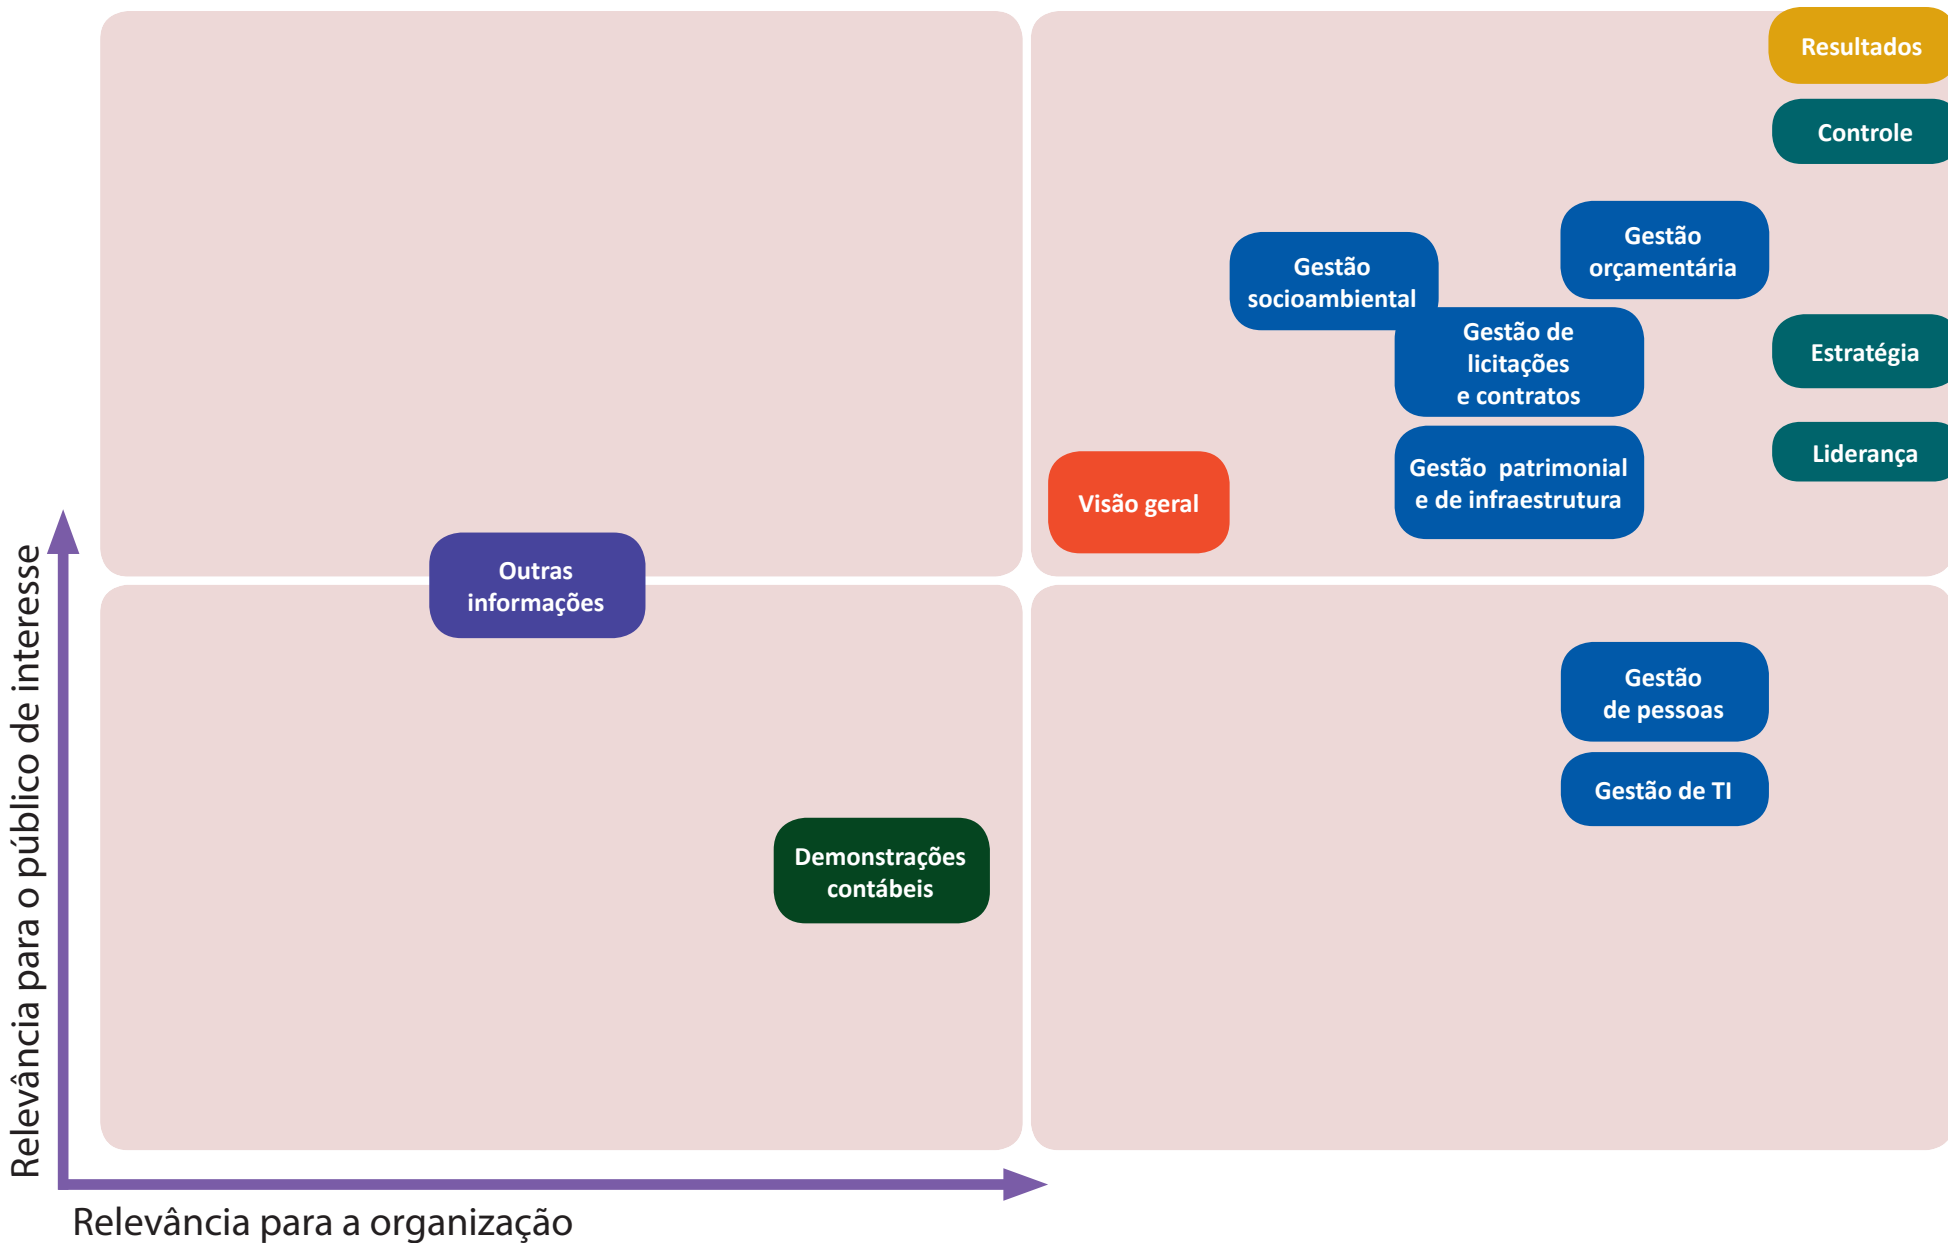 Resultados
Controle
Gestão
orçamentária
Gestão
socioambiental
Gestão de
licitações
e contratos
Estratégia
Liderança
Gestão patrimonial
e de infraestrutura
Visão geral
Outras
informações
Gestão
de pessoas
Gestão de TI
Demonstrações
contábeis
Relevância para o público de interesse
Relevância para a organização